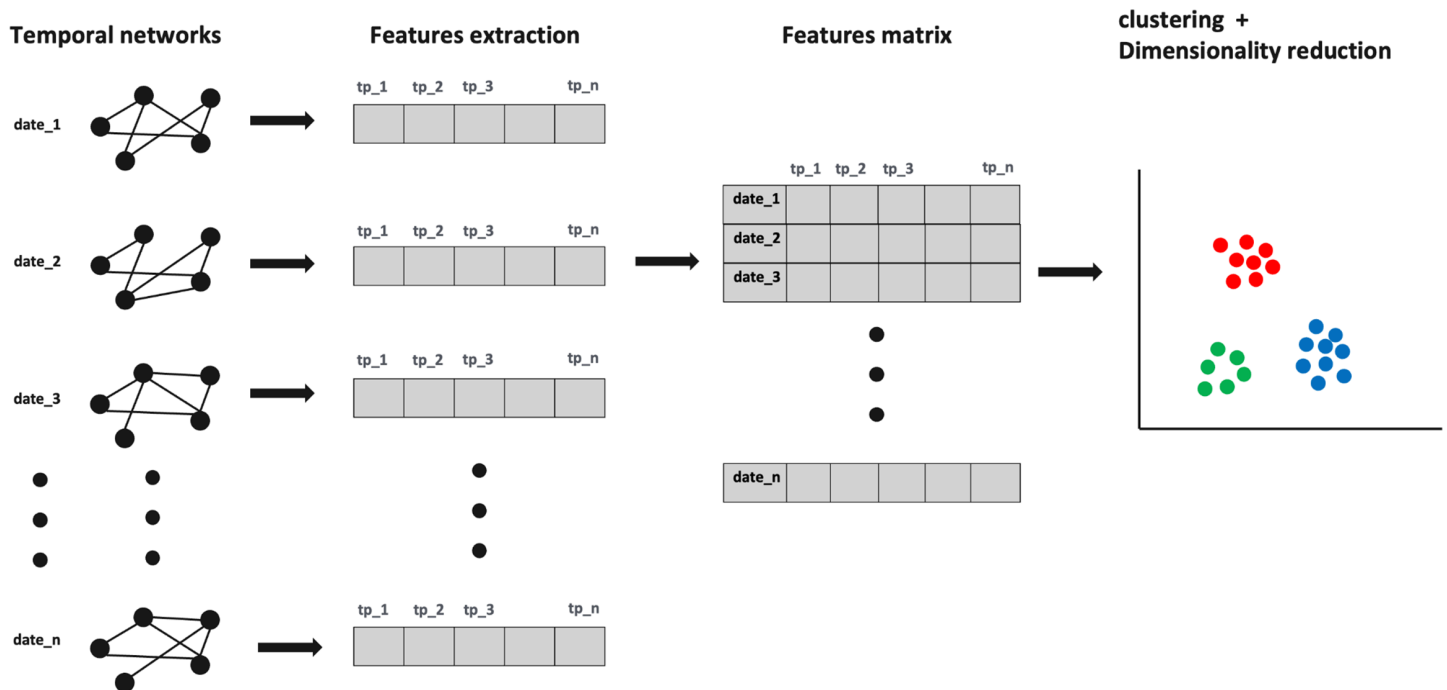 Temporal networks
Features extraction
Features matrix
clustering +
Dimensionality reduction
date_1
tp_1 tp_2 tp_3 tp_n
date_2
tp_1 tp_2 tp_3 tp_n
date_3
tp_1 tp_2 tp_3 tp_n
date_n
tp_1 tp_2 tp_3 tp_n
tp_1 tp_2 tp_3 tp_n
date_1
date_2
date_3
date_n